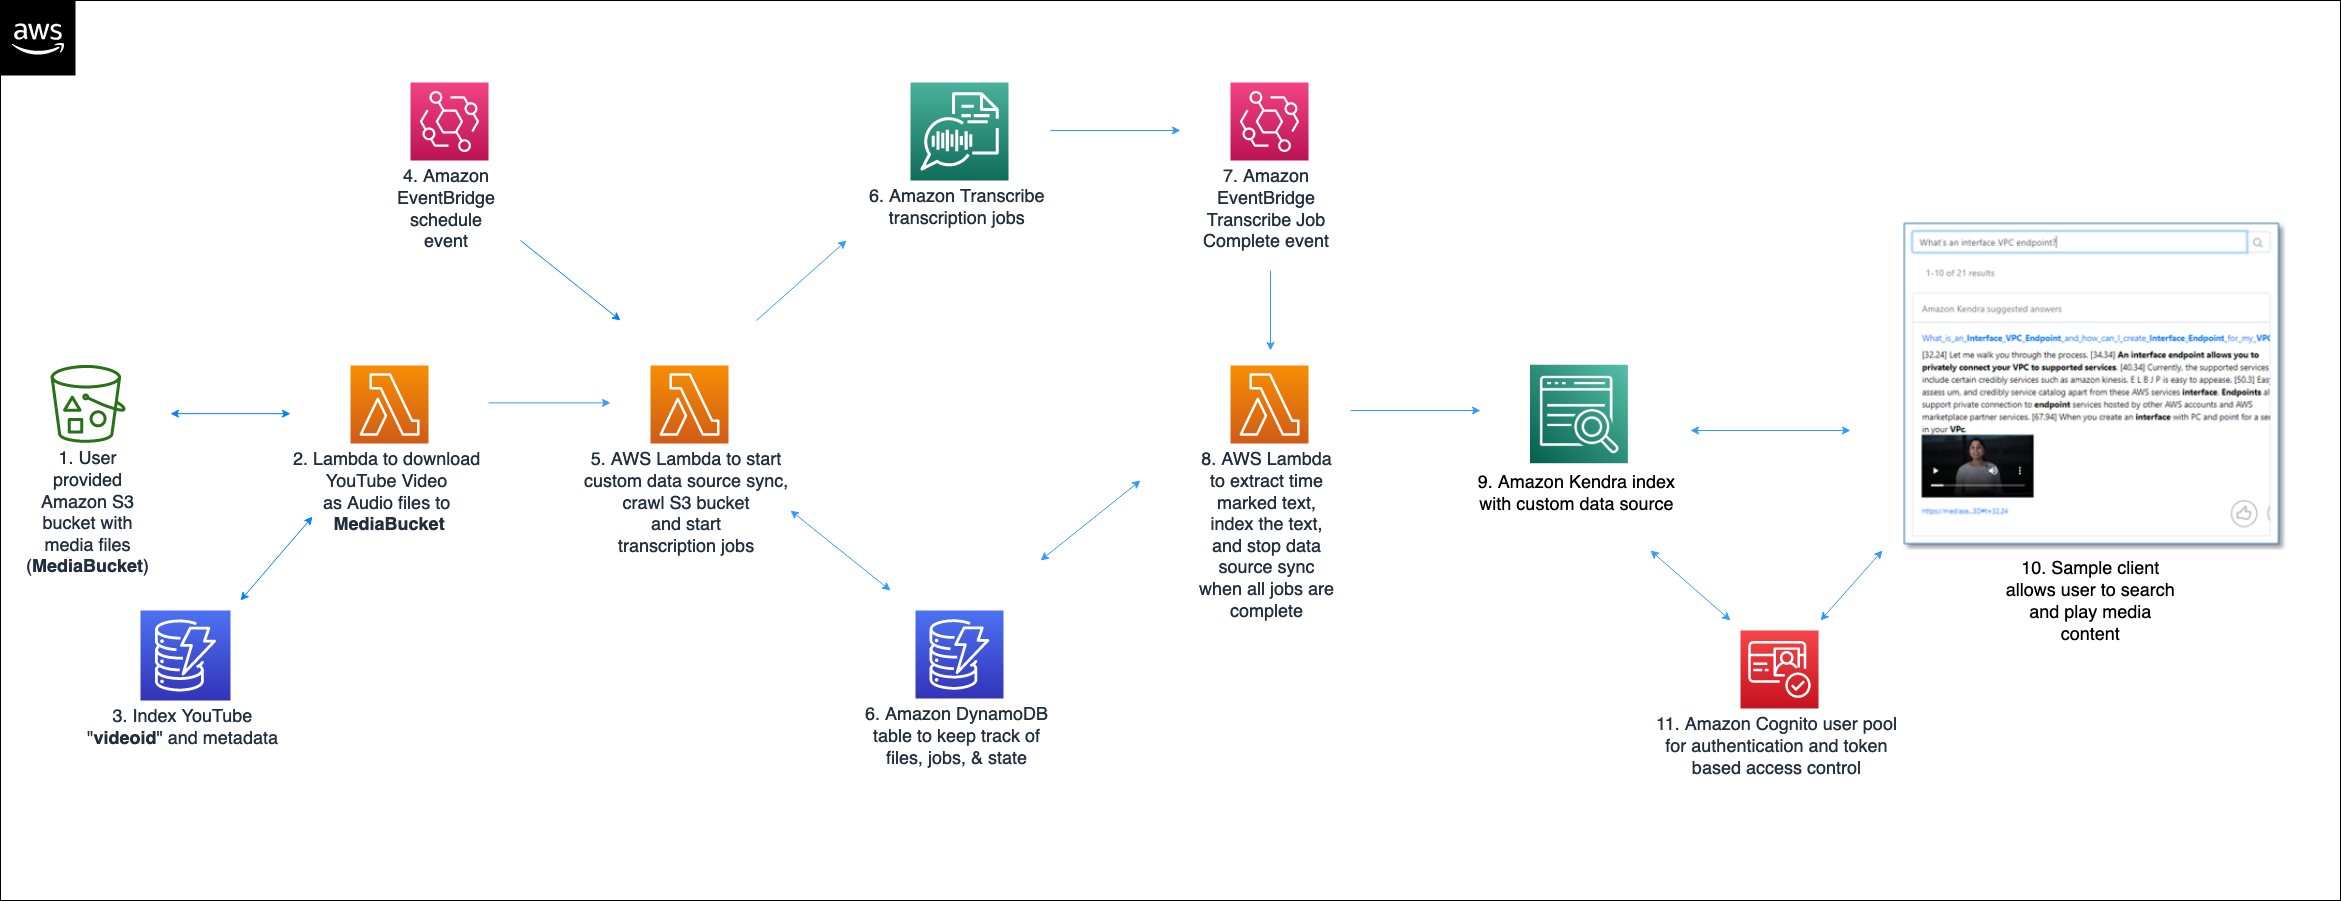 aws
4. Amazon
EventBridge
schedule
event
6. Amazon Transcribe
transcription jobs
7. Amazon
EventBridge
Transcribe Job
Complete event
1. User
provided
Amazon S3
bucket with
media files
(MediaBucket)
2. Lambda to download
YouTube Video
as Audio files to
MediaBucket
3. Index YouTube
"videoid" and metadata
5. AWS Lambda to start
custom data source sync,
crawl S3 bucket
and start
transcription jobs
6. Amazon DynamoDB
table to keep track of
files, jobs, & state
8. AWS Lambda
to extract time
marked text,
index the text,
and stop data
source sync
when all jobs are
complete
9. Amazon Kendra index
with custom data source
What's an interface VPC endpoint?
1-10 of 21 results
Amazon Kendra suggested answers
What_is_an_Interface_VPC_Endpoint_and_how_can_I_create_Interface_Endpoint_for_my_VPC
[32.24] Let me walk you through the process. [34.34] An interface endpoint allows you to
privately connect your VPC to supported services. [40.34] Currently, the supported services
include certain credibly services such as amazon kinesis. E L B J P is easy to appease. [50.3] Eas
assess um, and credibly service catalog apart from these AWS services interface. Endpoints al
support private connection to endpoint services hosted by other AWS accounts and AWS
marketplace partner services. [67.94] When you create an interface with PC and point for a ser
in your VPc.
https://mediase...3D#t=32.24
10. Sample client
allows user to search
and play media
content
11. Amazon Cognito user pool
for authentication and token
based access control